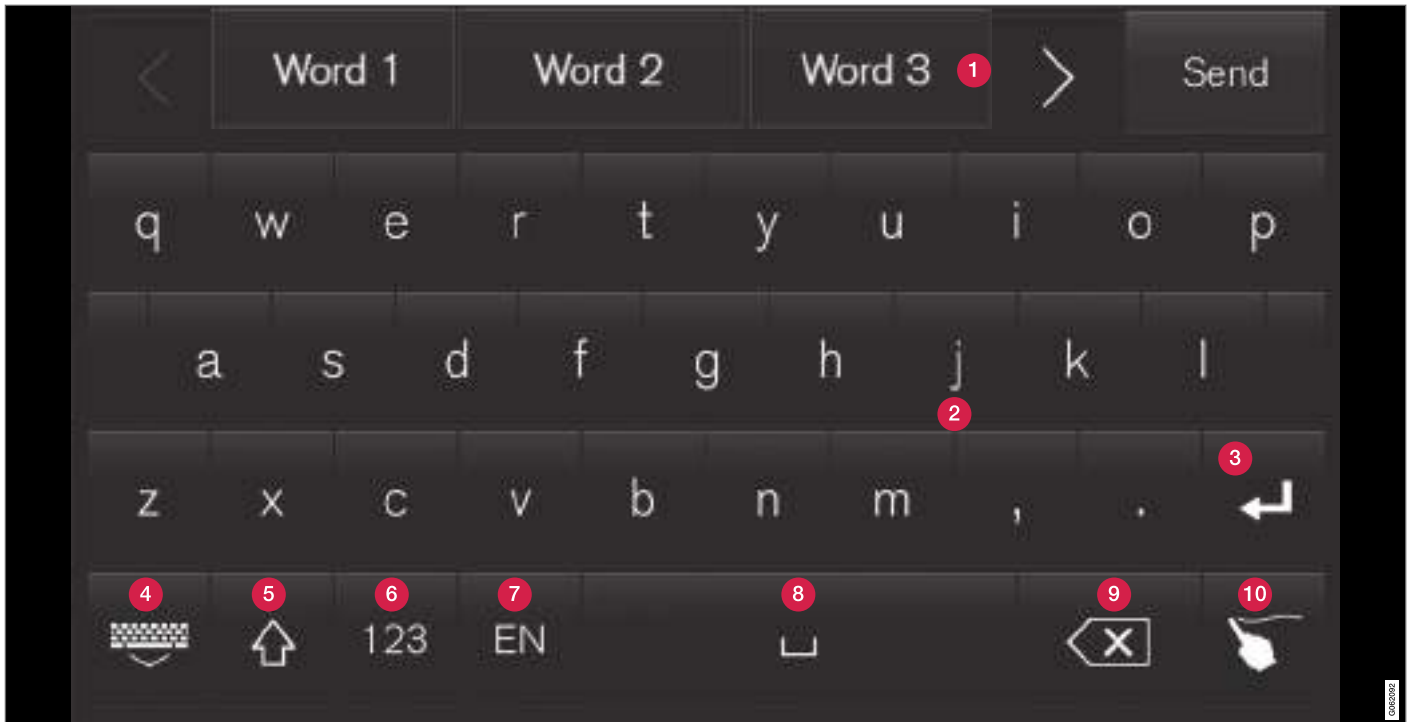 Word 1 Word 2 Word 3 1 Send
q w e r t y u i o p
a s d f g h j k l
2
3
z x c v b n m , .
4 5 6 7 8 9 10
123 EN
G062092